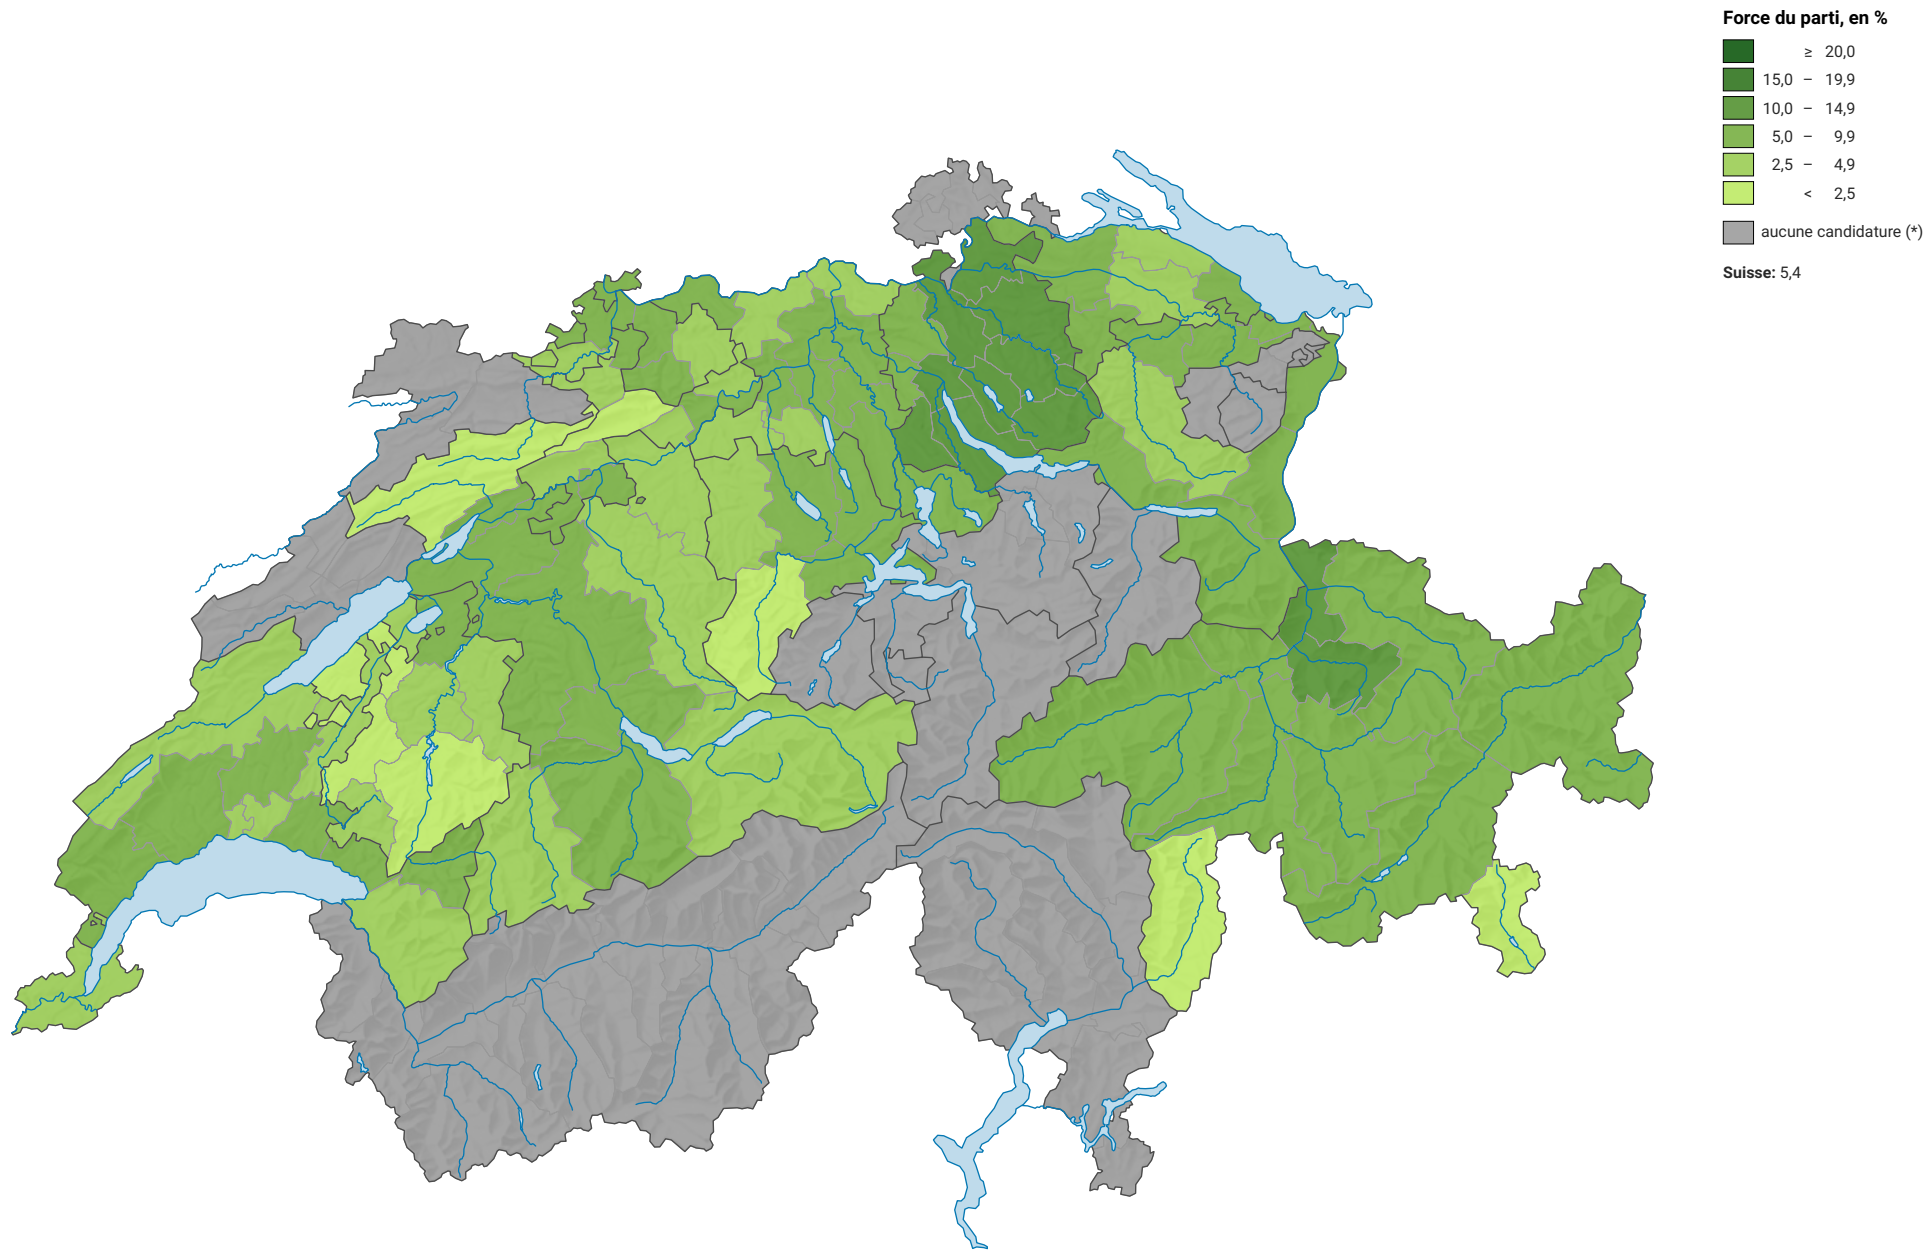 Force du parti, en %
≥ 20,0
15,0 – 19,9
10,0 – 14,9
5,0 – 9,9
2,5 – 4,9
< 2,5
aucune candidature (*)
Suisse: 5,4